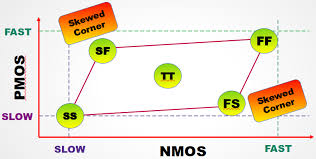 Skewed
Corner
FAST
SF
FF
TT
PMOS
Skewed
Corner
FS
SS
SLOW
SLOW
NMOS
FAST